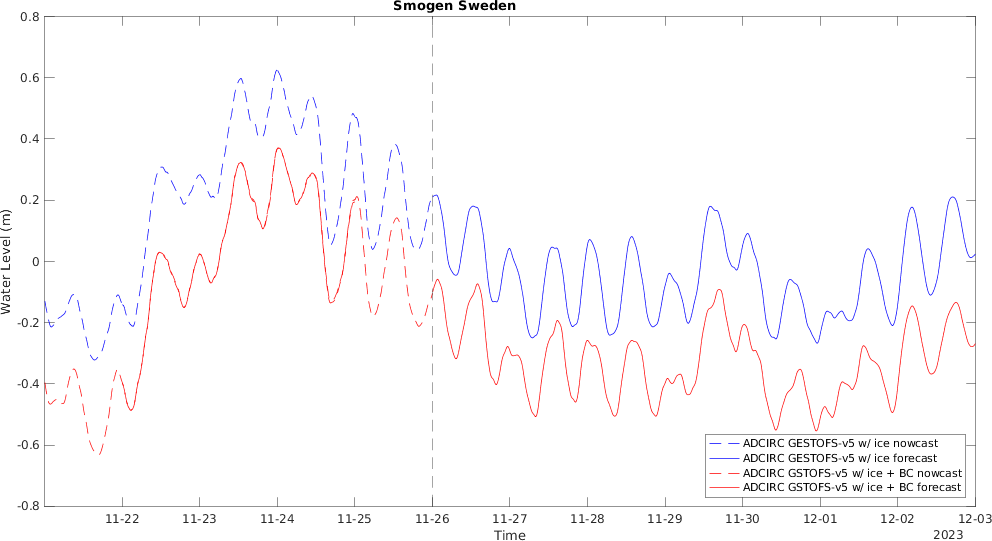 Smogen Sweden
0.8
0.6
0.4
0.2
0
-0.2
-0.4
-0.6
-0.8
Water Level (m)
ADCIRC GESTOFS-v5 w/ ice nowcast
ADCIRC GESTOFS-v5 w/ ice forecast
ADCIRC GSTOFS-v5 w/ ice + BC nowcast
ADCIRC GSTOFS-v5 w/ ice + BC forecast
11-22 11-23 11-24 11-25 11-26 11-27 11-28 11-29 11-30 12-01 12-02 12-03
Time
2023